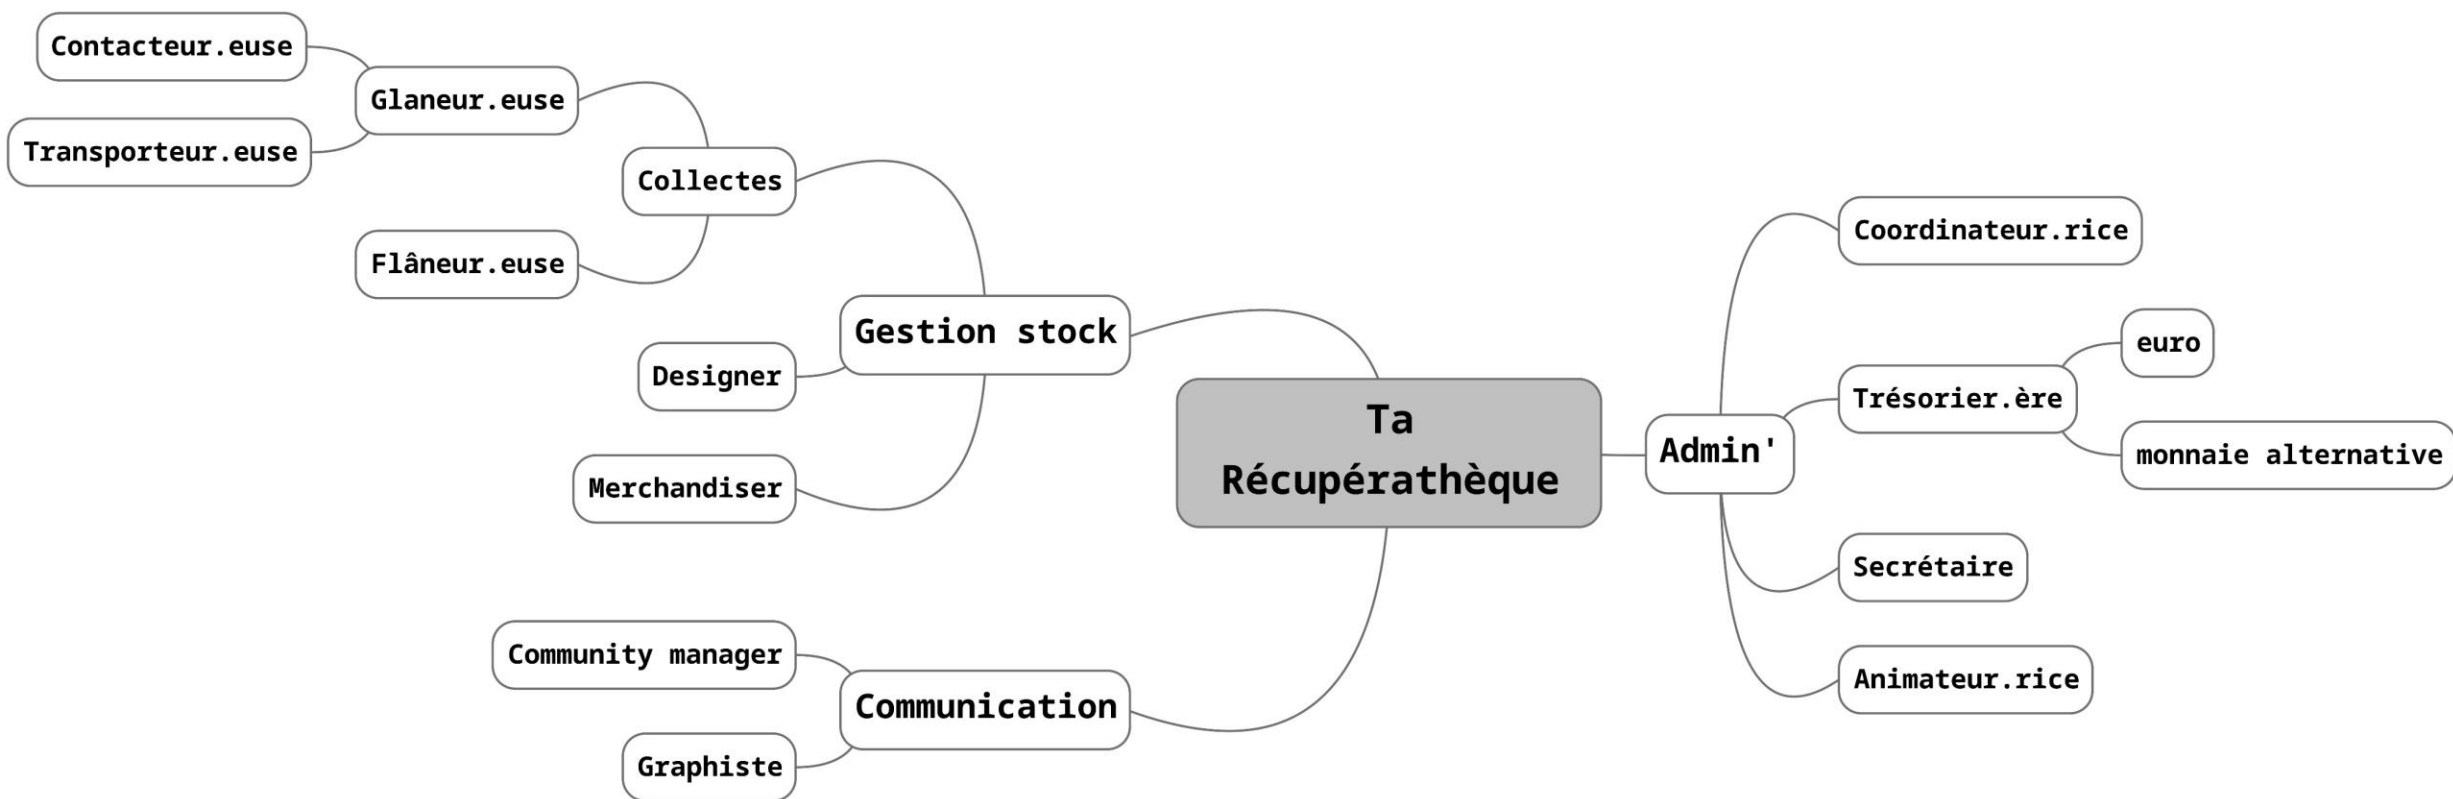 Contacteur.euse
Glaneur.euse
Transporteur.euse
Collectes
Flâneur.euse
Gestion stock
Designer
Merchandiser
Community manager
Communication
Graphiste
Ta
Récupérathèque
Admin'
Coordinateur.rice
euro
Trésorier.ère
monnaie alternative
Secrétaire
Animateur.rice